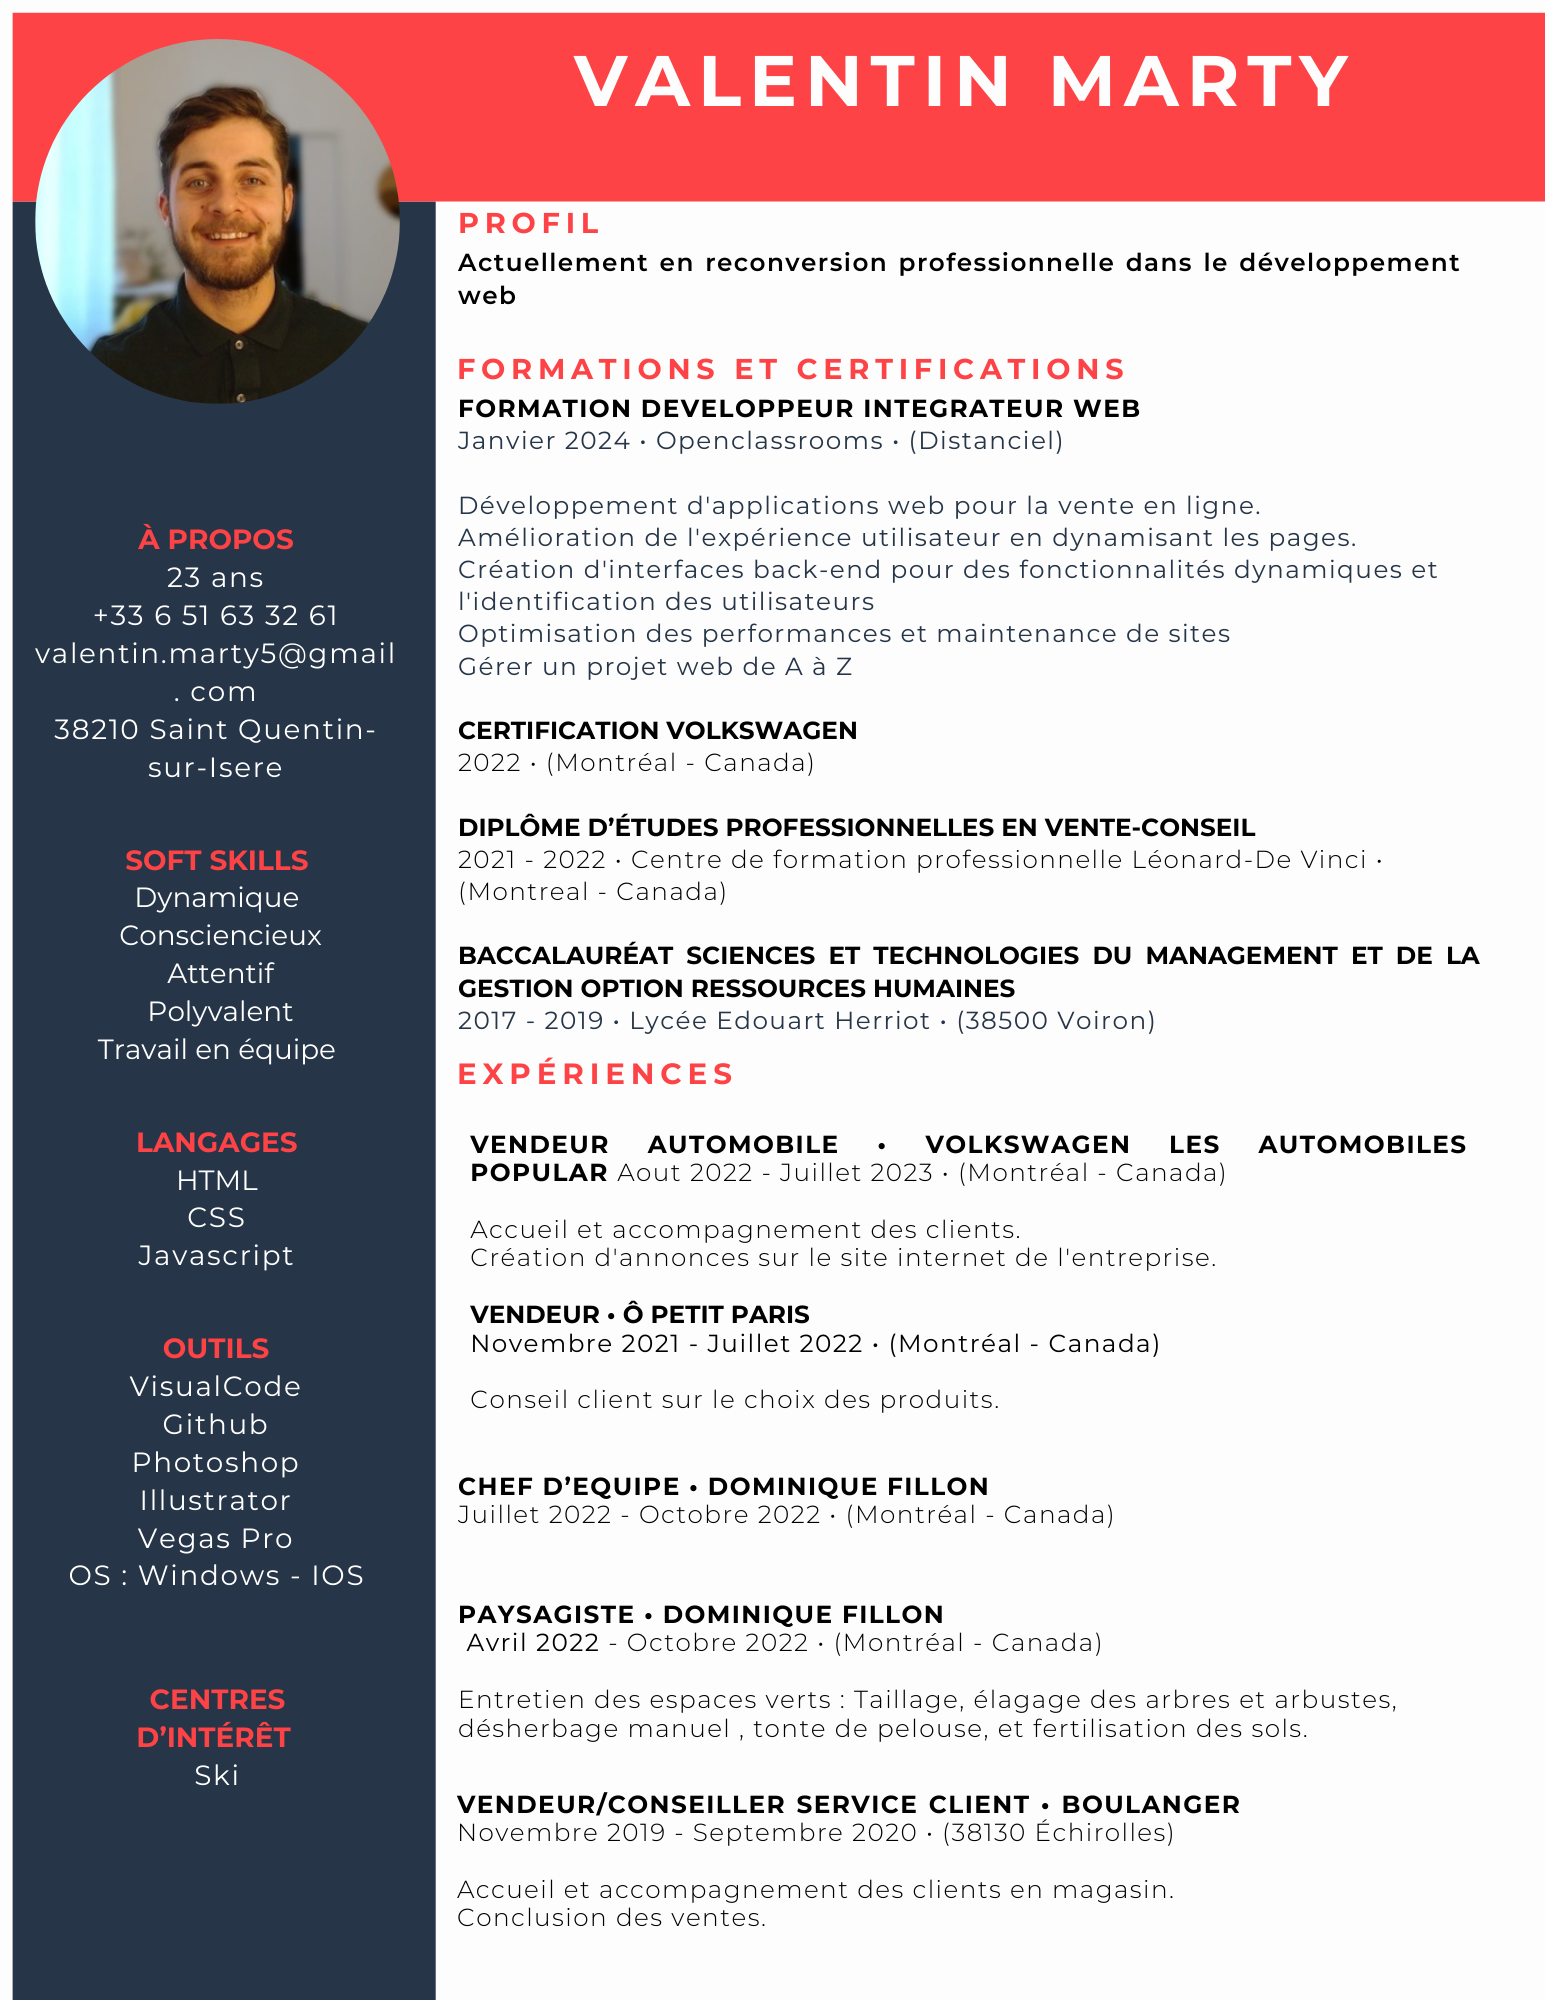 VALENTIN MARTY
À PROPOS
23 ans
+33 6 51 63 32 61
valentin.marty5@gmail
. com
38210 Saint Quentin-
sur-Isere
SOFT SKILLS
Dynamique
Consciencieux
Attentif
Polyvalent
Travail en équipe
LANGAGES
HTML
CSS
Javascript
OUTILS
VisualCode
Github
Photoshop
Illustrator
Vegas Pro
OS : Windows - IOS
CENTRES
D’INTÉRÊT
Ski
PROFIL
Actuellement en reconversion professionnelle dans le développement
web
FORMATIONS ET CERTIFICATIONS
FORMATION DEVELOPPEUR INTEGRATEUR WEB
Janvier 2024 • Openclassrooms • (Distanciel)
Développement d'applications web pour la vente en ligne.
Amélioration de l'expérience utilisateur en dynamisant les pages.
Création d'interfaces back-end pour des fonctionnalités dynamiques et
l'identification des utilisateurs
Optimisation des performances et maintenance de sites
Gérer un projet web de A à Z
CERTIFICATION VOLKSWAGEN
2022 • (Montréal - Canada)
DIPLÔME D’ÉTUDES PROFESSIONNELLES EN VENTE-CONSEIL
2021 - 2022 • Centre de formation professionnelle Léonard-De Vinci •
(Montreal - Canada)
BACCALAURÉAT SCIENCES ET TECHNOLOGIES DU MANAGEMENT ET DE LA
GESTION OPTION RESSOURCES HUMAINES
2017 - 2019 • Lycée Edouart Herriot • (38500 Voiron)
EXPÉRIENCES
VENDEUR AUTOMOBILE • VOLKSWAGEN LES AUTOMOBILES
POPULAR Aout 2022 - Juillet 2023 • (Montréal - Canada)
Accueil et accompagnement des clients.
Création d'annonces sur le site internet de l'entreprise.
VENDEUR • Ô PETIT PARIS
Novembre 2021 - Juillet 2022 • (Montréal - Canada)
Conseil client sur le choix des produits.
CHEF D’EQUIPE • DOMINIQUE FILLON
Juillet 2022 - Octobre 2022 • (Montréal - Canada)
PAYSAGISTE • DOMINIQUE FILLON
Avril 2022 - Octobre 2022 • (Montréal - Canada)
Entretien des espaces verts : Taillage, élagage des arbres et arbustes,
désherbage manuel , tonte de pelouse, et fertilisation des sols.
VENDEUR/CONSEILLER SERVICE CLIENT • BOULANGER
Novembre 2019 - Septembre 2020 • (38130 Échirolles)
Accueil et accompagnement des clients en magasin.
Conclusion des ventes.